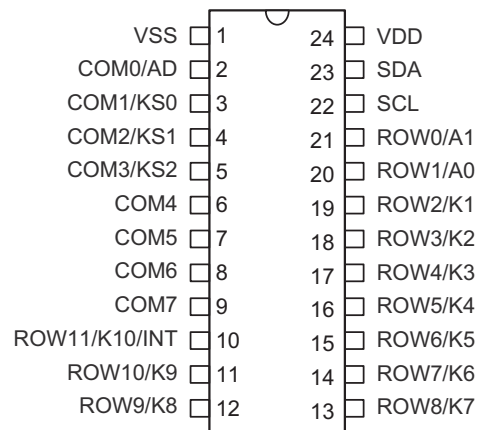 VSS 1 24 VDD
COM0/AD 2 23 SDA
COM1/KS0 3 22 SCL
COM2/KS1 4 21 ROW0/A1
COM3/KS2 5 20 ROW1/A0
COM4 6 19 ROW2/K1
COM5 7 18 ROW3/K2
COM6 8 17 ROW4/K3
COM7 9 16 ROW5/K4
ROW11/K10/INT 10 15 ROW6/K5
ROW10/K9 11 14 ROW7/K6
ROW9/K8 12 13 ROW8/K7